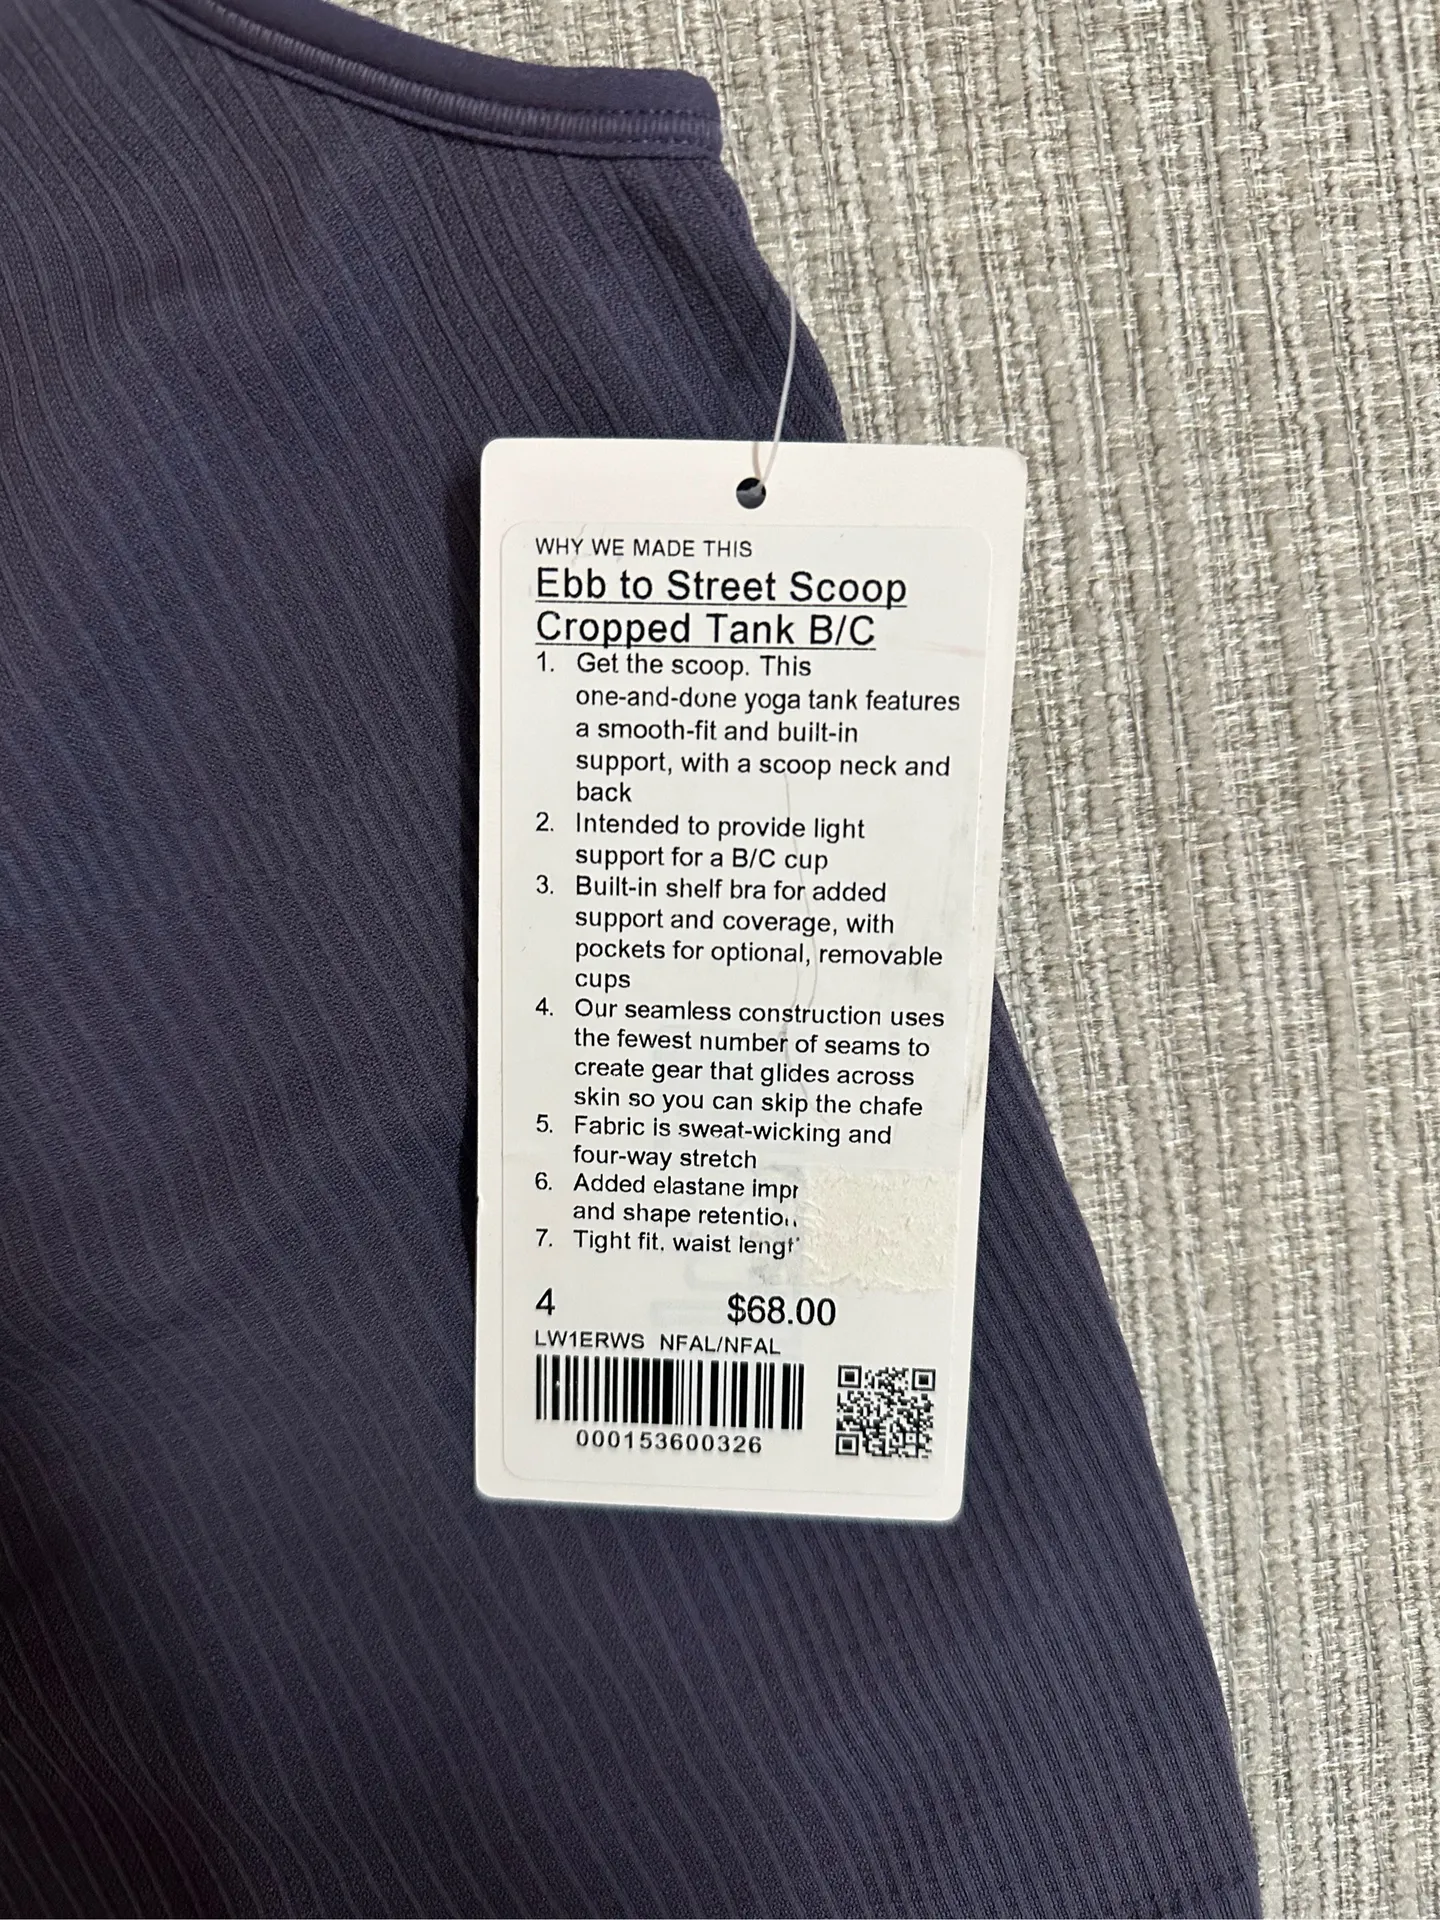 WHY WE MADE THIS
Ebb to Street Scoop
Cropped Tank B/C
1. Get the scoop. This
one-and-done yoga tank features
a smooth-fit and built-in
support, with a scoop neck and
back
2. Intended to provide light
support for a B/C cup
3. Built-in shelf bra for added
support and coverage, with
pockets for optional, removable
cups
4. Our seamless construction uses
the fewest number of seams to
create gear that glides across
skin so you can skip the chafe
5. Fabric is sweat-wicking and
four-way stretch
6. Added elastane
and shape
7. Tight fit, waist
4 $68.00
LW1ERWS NFAL/NFAL
000153600326